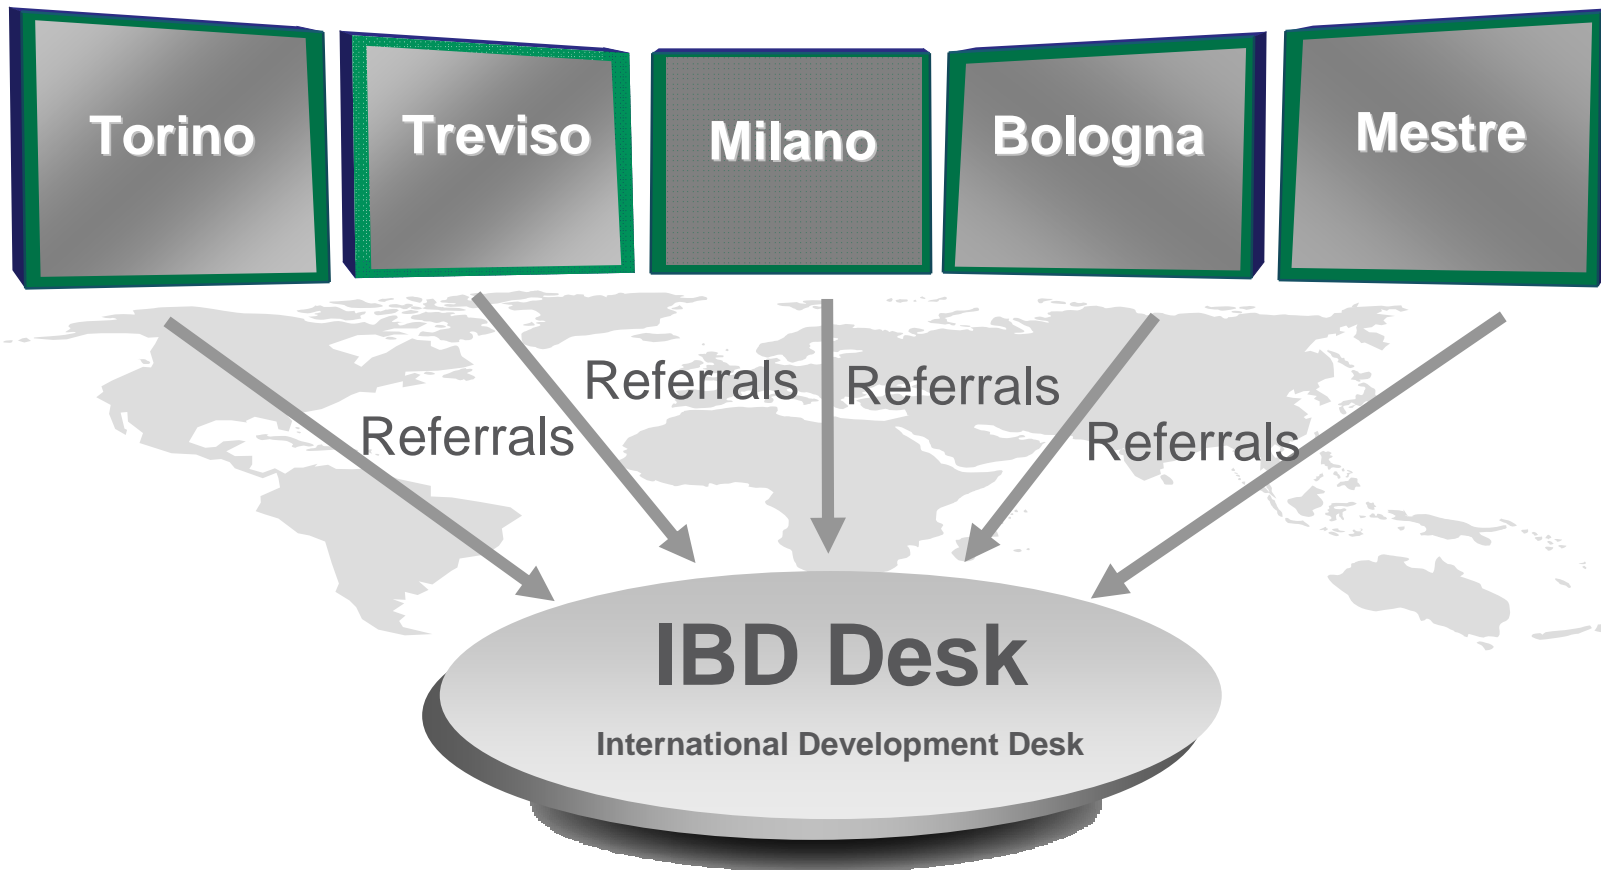 Torino
Treviso
Milano
Bologna
Mestre
Referrals
Referrals
Referrals
Referrals
IBD Desk
International Development Desk